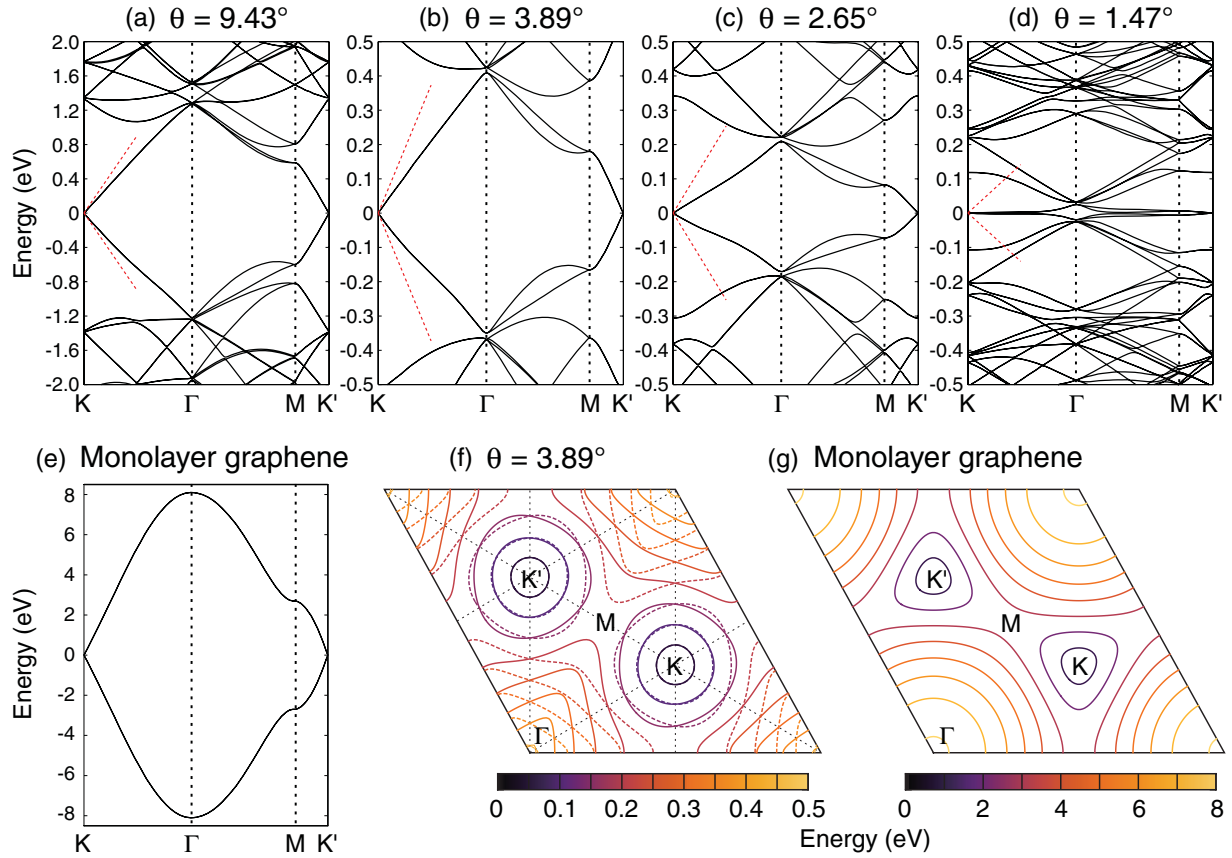 (a) θ = 9.43°
(b) θ = 3.89°
(c) θ = 2.65°
(d) θ = 1.47°
2.0 0.5 0.5 0.5
1.6 0.4 0.4 0.4
1.2 0.3 0.3 0.3
0.8 0.2 0.2 0.2
0.4 0.1 0.1 0.1
0 0 0 0
-0.4 -0.1 -0.1 -0.1
-0.8 -0.2 -0.2 -0.2
-1.2 -0.3 -0.3 -0.3
-1.6 -0.4 -0.4 -0.4
-2.0 -0.5 -0.5 -0.5
Energy (eV)
K Γ M K' K Γ M K' K Γ M K' K Γ M K'
(e) Monolayer graphene
8
6
4
2
0
-2
-4
-6
-8
Energy (eV)
K Γ M K'
(f) θ = 3.89°
K'
M
K
Γ
0 0.1 0.2 0.3 0.4 0.5
(g) Monolayer graphene
K'
M
K
Γ
0 2 4 6 8
Energy (eV)